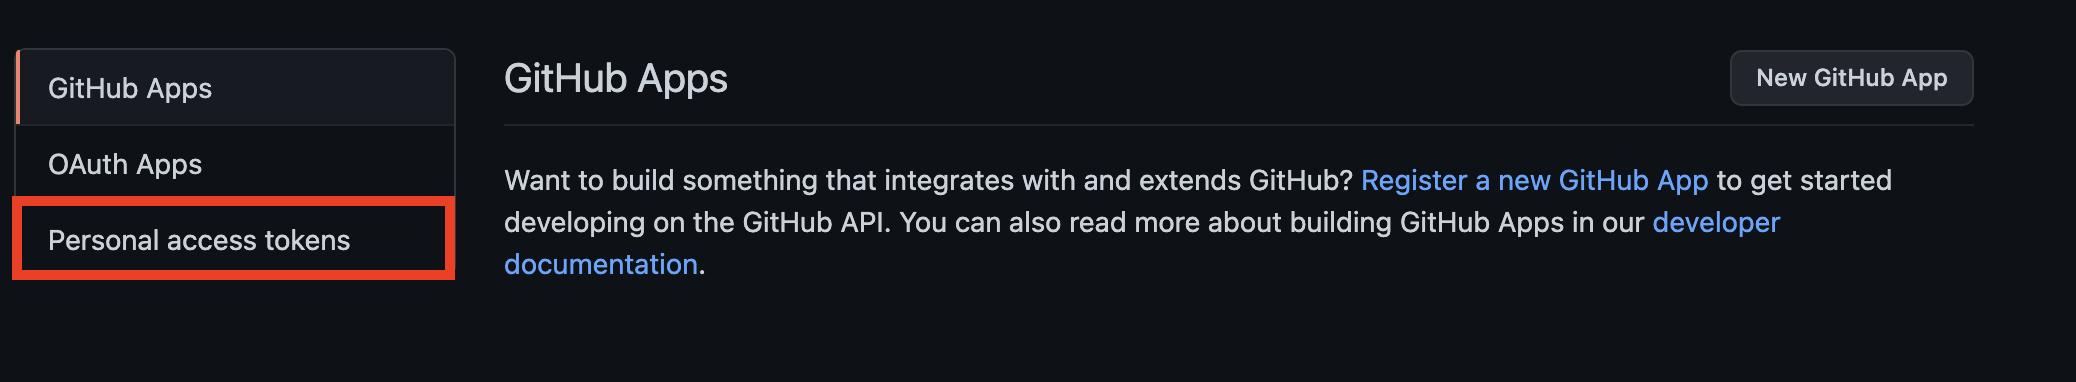 GitHub Apps
OAuth Apps
Personal access tokens
GitHub Apps
New GitHub App
Want to build something that integrates with and extends GitHub? Register a new GitHub App to get started
developing on the GitHub API. You can also read more about building GitHub Apps in our developer
documentation.